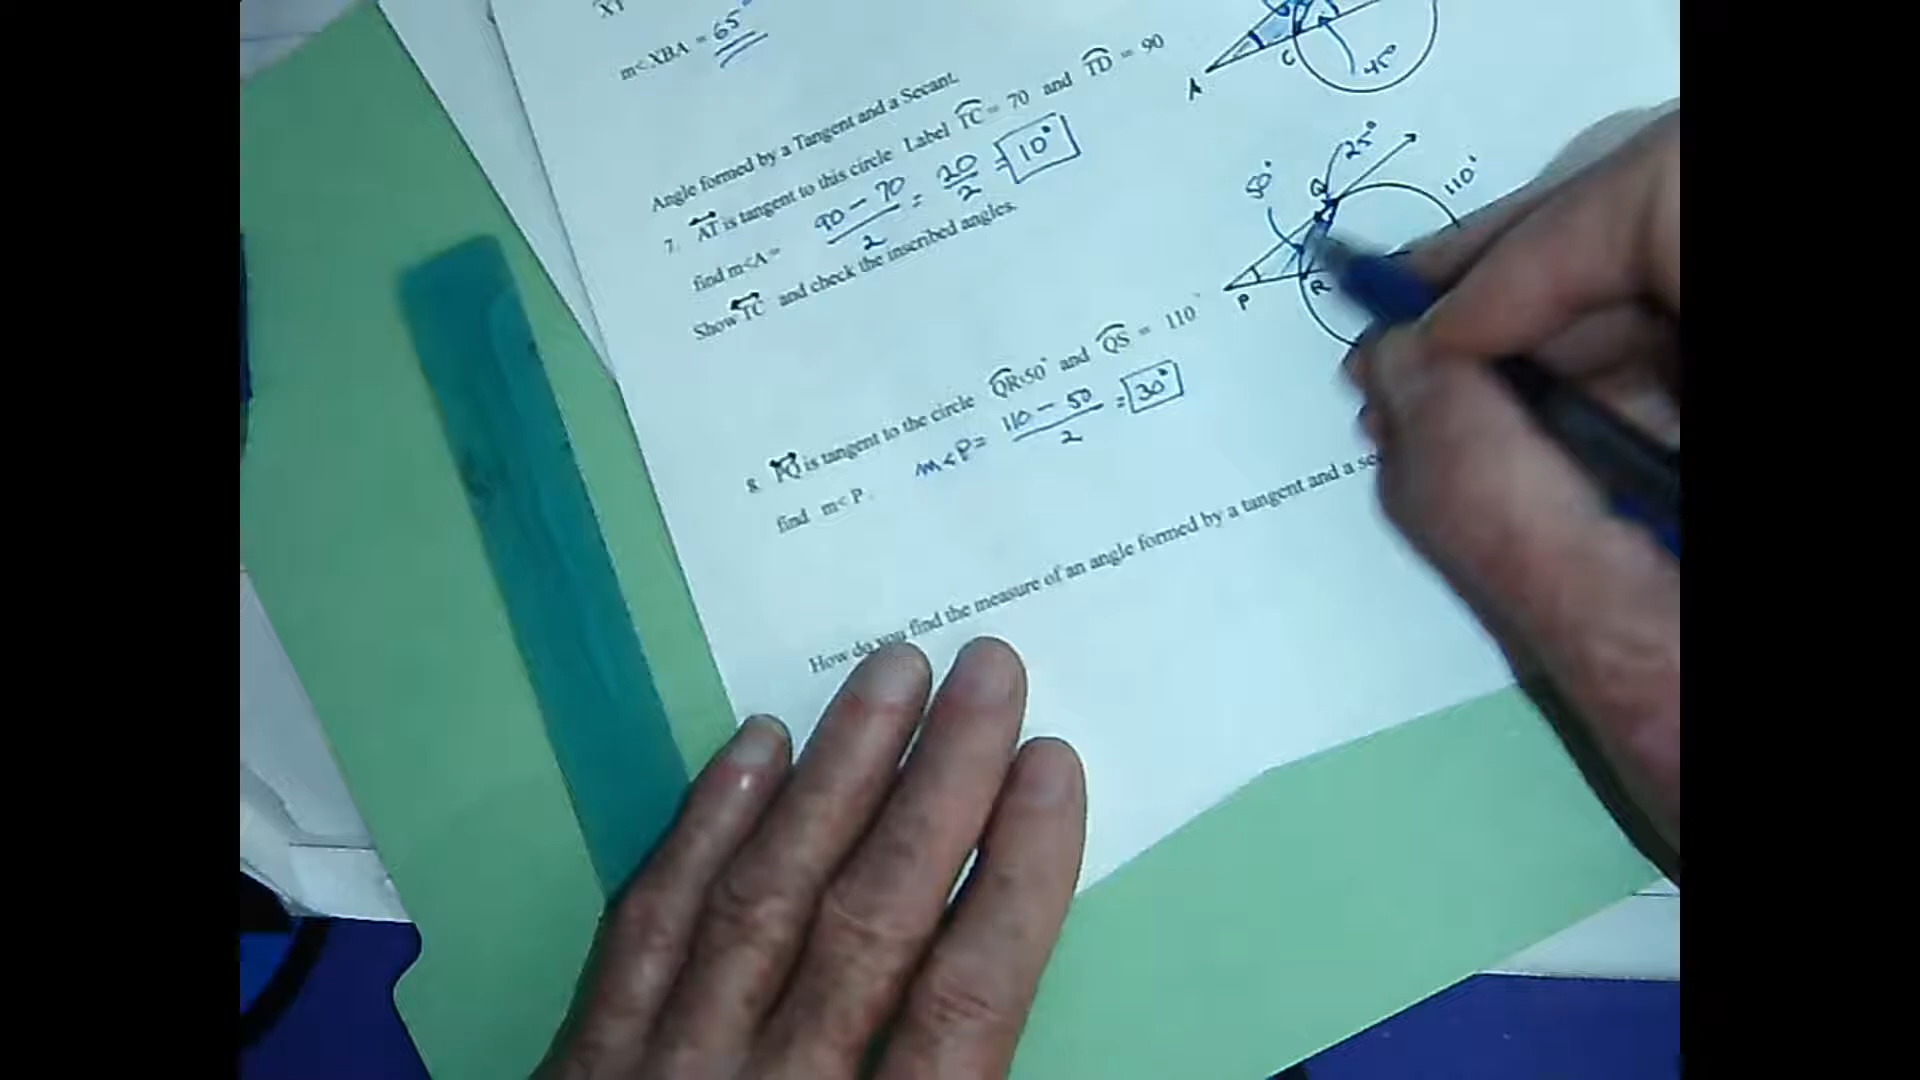 m< XBA = 65°
A
C
45°
Angle formed by a Tangent and a Secant.
7. AT is tangent to this circle Label TC = 70 and TD = 90
find m<A = 90 - 70 / 2 = 20 / 2 = 10°
Show TC and check the inscribed angles.
50°
Q
25°
110°
P
R
8. PQ is tangent to the circle QR=50° and QS = 110°
find m< P. m<P = 110 - 50 / 2 = 30°
How do you find the measure of an angle formed by a tangent and a